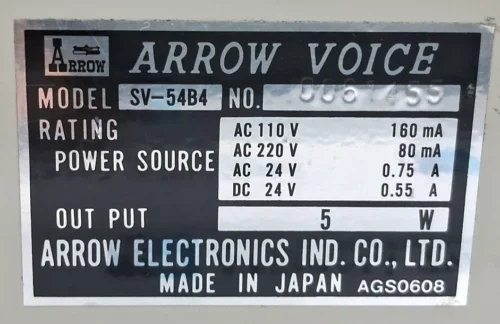 ARROW ARROW VOICE
MODEL SV-54B4 NO. 0061455
RATING
POWER SOURCE
AC 110 V 160 mA
AC 220 V 80 mA
AC 24 V 0.75 A
DC 24 V 0.55 A
OUT PUT 5 W
ARROW ELECTRONICS IND. CO., LTD.
MADE IN JAPAN AGS0608